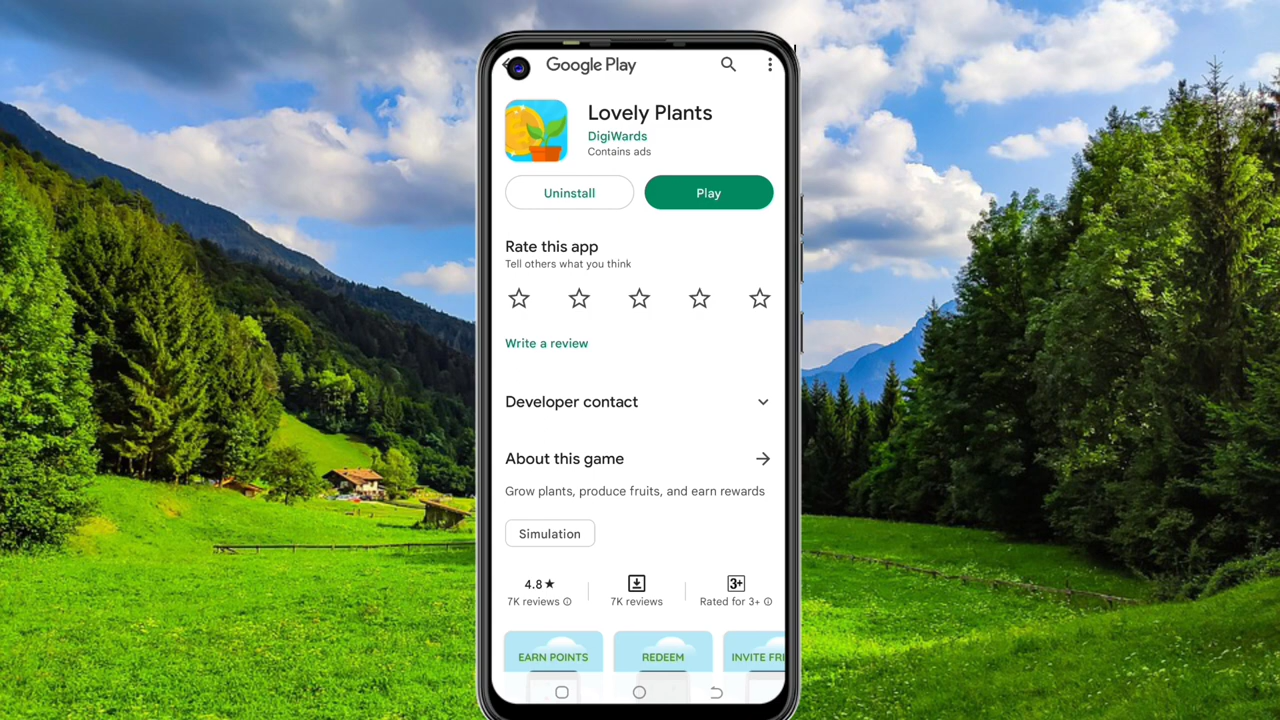 Google Play
Lovely Plants
DigiWards
Contains ads
Uninstall
Play
Rate this app
Tell others what you think
Write a review
Developer contact
About this game
Grow plants, produce fruits, and earn rewards
Simulation
4.8★
7K reviews
7K reviews
3+
Rated for 3+
EARN POINTS
REDEEM
INVITE FRI